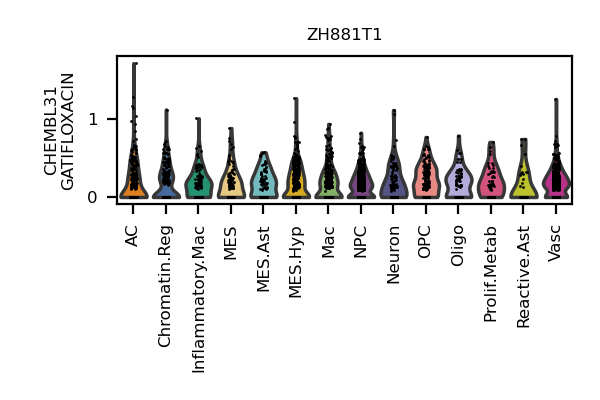 ZH881T1
CHEMBL31
GATIFLOXACIN
1
0
AC
Chromatin.Reg
Inflammatory.Mac
MES
MES.Ast
MES.Hyp
Mac
NPC
Neuron
OPC
Oligo
Prolif.Metab
Reactive.Ast
Vasc